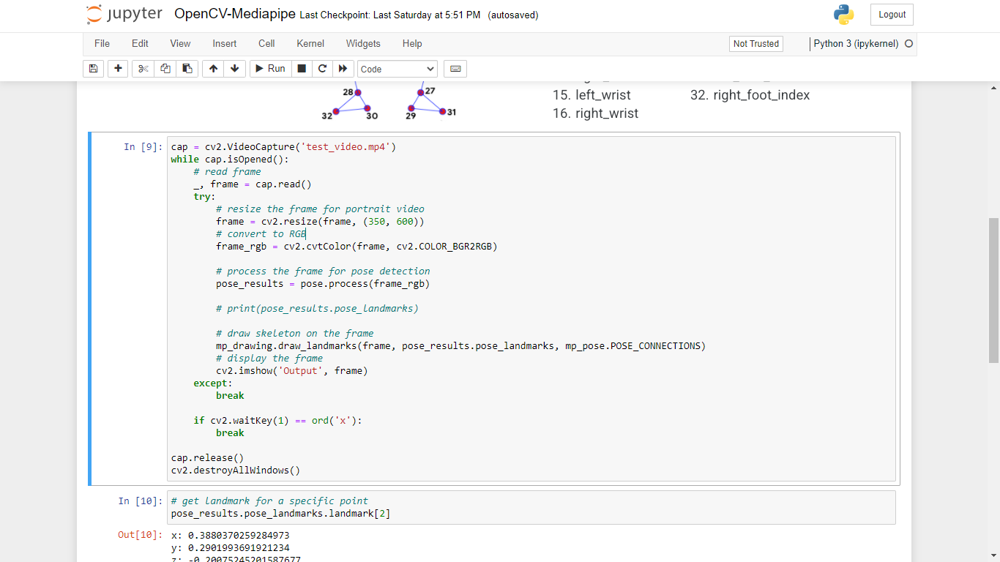 jupyter OpenCV-Mediapipe Last Checkpoint: Last Saturday at 5:51 PM (autosaved)
Logout
File Edit View Insert Cell Kernel Widgets Help
Not Trusted
Python 3 (ipykernel)
Run
Code
28
27
32
30
29
31
15. left_wrist
32. right_foot_index
16. right_wrist
In [9]:
cap = cv2.VideoCapture('test_video.mp4')
while cap.isOpened():
    # read frame
    _, frame = cap.read()
    try:
        # resize the frame for portrait video
        frame = cv2.resize(frame, (350, 600))
        # convert to RGB
        frame_rgb = cv2.cvtColor(frame, cv2.COLOR_BGR2RGB)
        # process the frame for pose detection
        pose_results = pose.process(frame_rgb)
        # print(pose_results.pose_landmarks)
        # draw skeleton on the frame
        mp_drawing.draw_landmarks(frame, pose_results.pose_landmarks, mp_pose.POSE_CONNECTIONS)
        # display the frame
        cv2.imshow('Output', frame)
    except:
        break
    if cv2.waitKey(1) == ord('x'):
        break
cap.release()
cv2.destroyAllWindows()
In [10]:
# get landmark for a specific point
pose_results.pose_landmarks.landmark[2]
Out[10]:
x: 0.3880370259284973
y: 0.2901993691921234
z: -0.20075245201587677